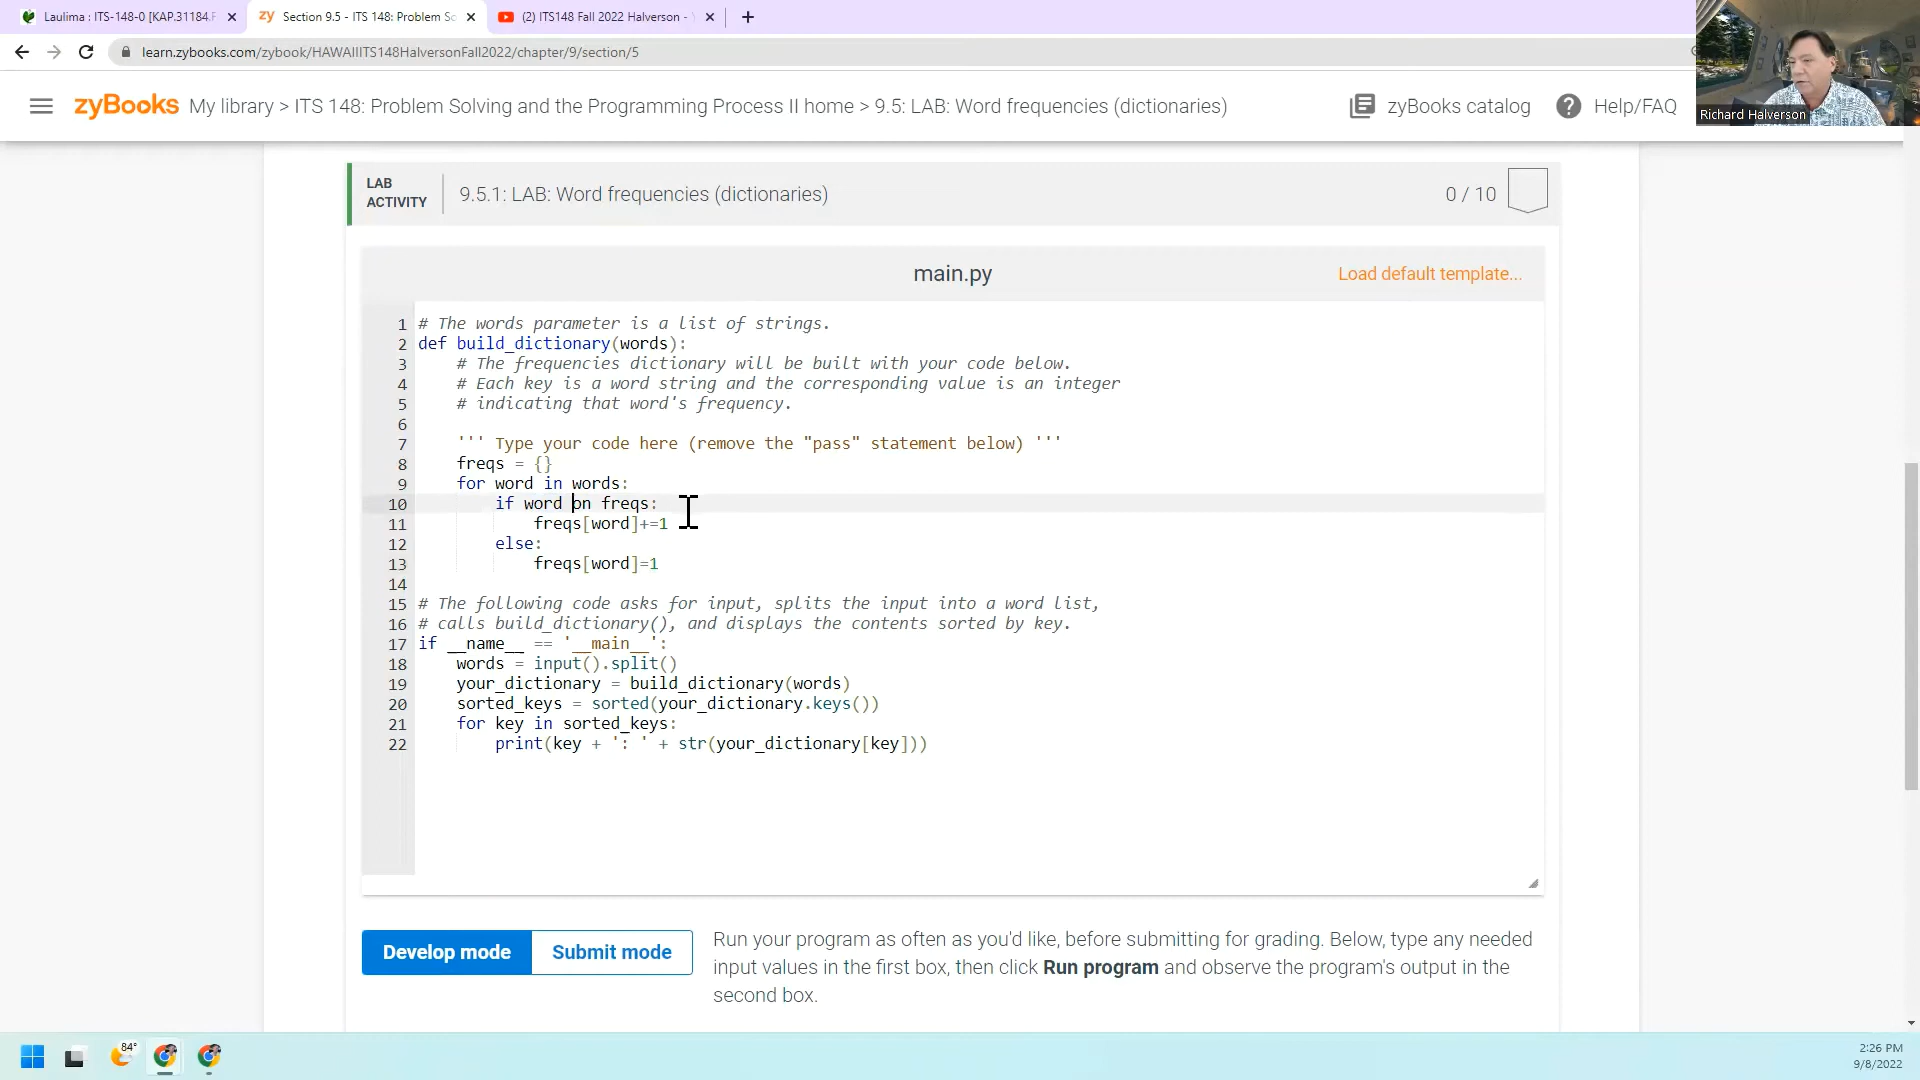 Laulima : ITS-148-0 [KAP.31184.F
Section 9.5 - ITS 148: Problem So
(2) ITS148 Fall 2022 Halverson -
learn.zybooks.com/zybook/HAWAIIITS148HalversonFall2022/chapter/9/section/5
zyBooks My library > ITS 148: Problem Solving and the Programming Process II home > 9.5: LAB: Word frequencies (dictionaries)
zyBooks catalog
Help/FAQ
Richard Halverson
LAB
ACTIVITY
9.5.1: LAB: Word frequencies (dictionaries)
0 / 10
main.py
Load default template...
1 # The words parameter is a list of strings.
2 def build_dictionary(words):
3 # The frequencies dictionary will be built with your code below.
4 # Each key is a word string and the corresponding value is an integer
5 # indicating that word's frequency.
6
7 ''' Type your code here (remove the "pass" statement below) '''
8 freqs = {}
9 for word in words:
10 if word on freqs:
11 freqs[word]+=1
12 else:
13 freqs[word]=1
14
15 # The following code asks for input, splits the input into a word list,
16 # calls build_dictionary(), and displays the contents sorted by key.
17 if __name__ == '__main__':
18 words = input().split()
19 your_dictionary = build_dictionary(words)
20 sorted_keys = sorted(your_dictionary.keys())
21 for key in sorted_keys:
22 print(key + ': ' + str(your_dictionary[key]))
Develop mode
Submit mode
Run your program as often as you'd like, before submitting for grading. Below, type any needed
input values in the first box, then click Run program and observe the program's output in the
second box.
84°
2:26 PM
9/8/2022